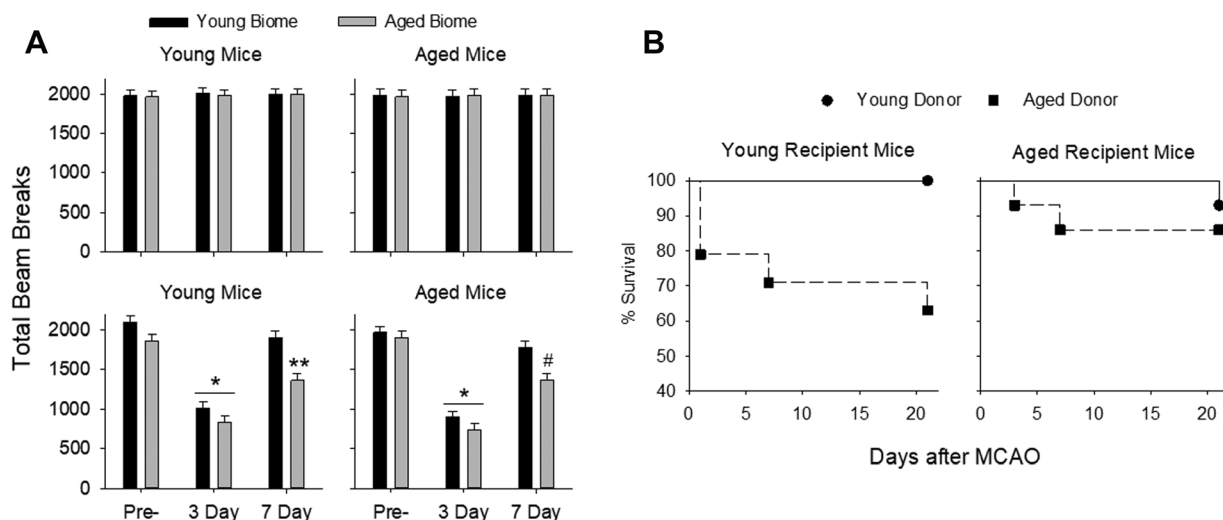 Young Biome Aged Biome
A
Young Mice Aged Mice
2000
1500
1000
500
0
Young Mice Aged Mice
* ** * #
2000
1500
1000
500
0
Total Beam Breaks
Pre- 3 Day 7 Day Pre- 3 Day 7 Day
B
Young Donor Aged Donor
Young Recipient Mice Aged Recipient Mice
100
90
80
70
60
50
40
% Survival
0 5 10 15 20 0 5 10 15 20
Days after MCAO